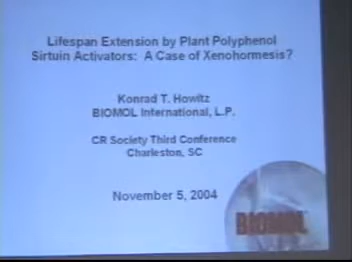 Lifespan Extension by Plant Polyphenol
Sirtuin Activators: A Case of Xenohormesis?
Konrad T. Howitz
BIOMOL International, L.P.
CR Society Third Conference
Charleston, SC
November 5, 2004
BIOMOL